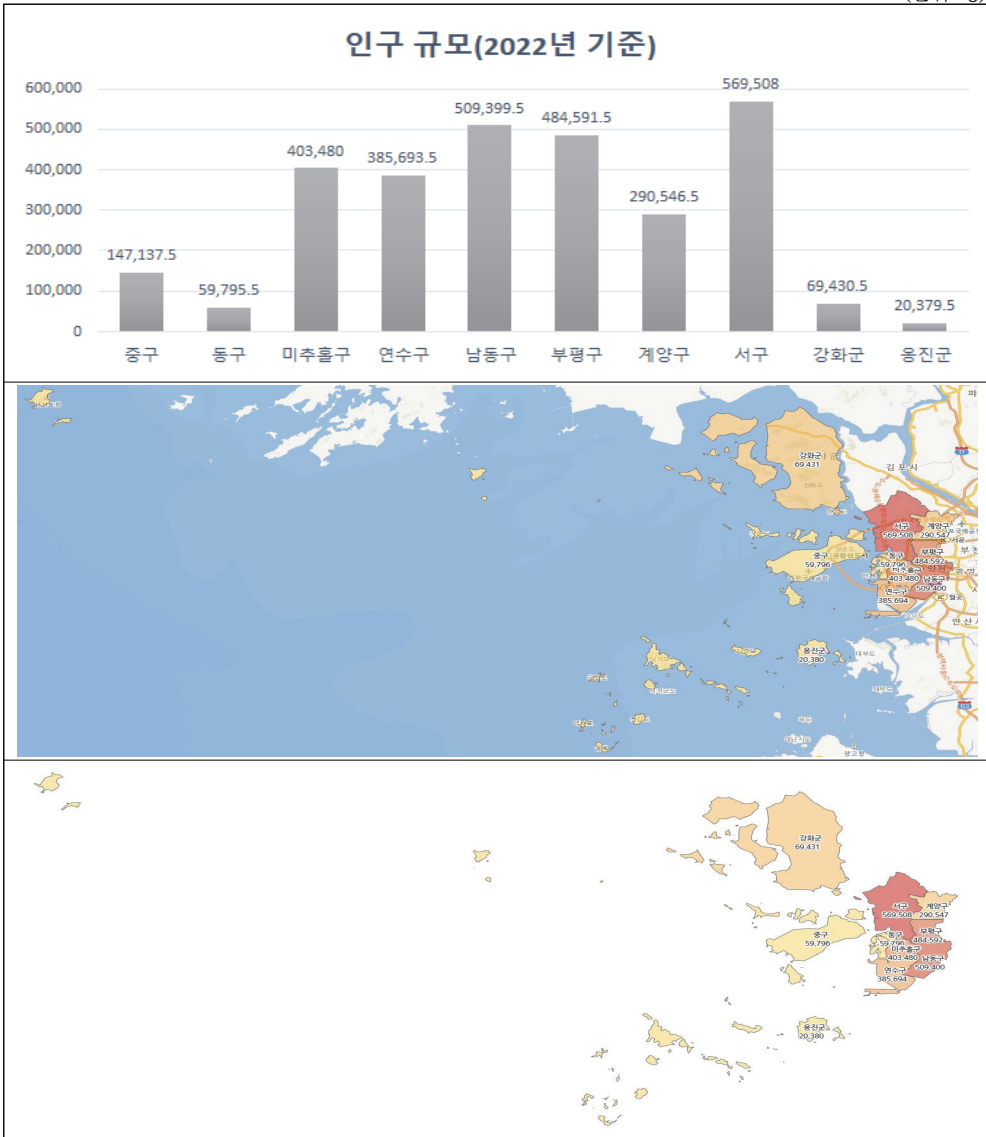 인구 규모(2022년 기준)
600,000
500,000
400,000
300,000
200,000
100,000
0
147,137.5
59,795.5
403,480
385,693.5
509,399.5
484,591.5
290,546.5
569,508
69,430.5
20,379.5
중구 동구 미추홀구 연수구 남동구 부평구 계양구 서구 강화군 옹진군
강화군
69,431
김포시
서구
569,508
계양구
290,547
부평구
484,592
동구
59,796
중구
59,796
미추홀구
403,480
남동구
509,400
연수구
385,694
옹진군
20,380
대부도
강화군
69,431
서구
569,508
계양구
290,547
중구
59,796
동구
59,796
부평구
484,592
미추홀구
403,480
남동구
509,400
연수구
385,694
옹진군
20,380